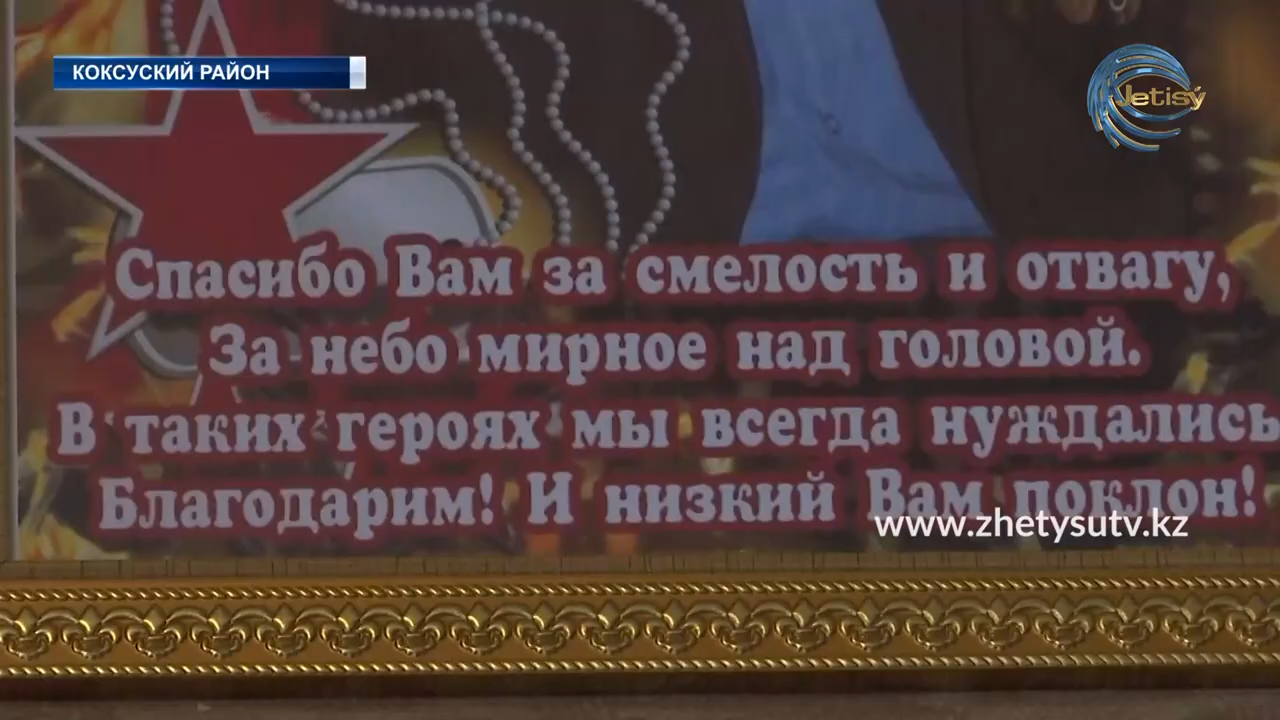 КОКСУСКИЙ РАЙОН
Jetisý
Спасибо Вам за смелость и отвагу,
За небо мирное над головой.
В таких героях мы всегда нуждались
Благодарим! И низкий Вам поклон!
www.zhetysutv.kz